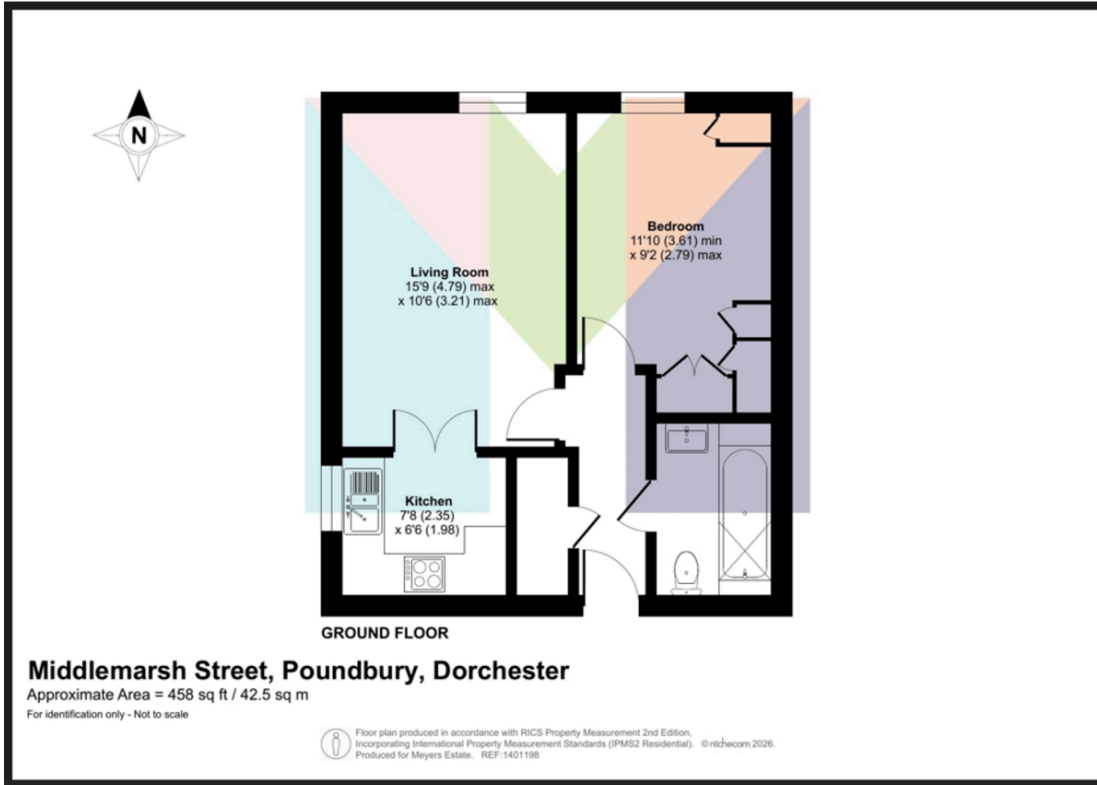 N
Bedroom
11'10 (3.61) min
x 9'2 (2.79) max
Living Room
15'9 (4.79) max
x 10'6 (3.21) max
Kitchen
7'8 (2.35)
x 6'6 (1.98)
GROUND FLOOR
Middlemarsh Street, Poundbury, Dorchester
Approximate Area = 458 sq ft / 42.5 sq m
For identification only - Not to scale
Floor plan produced in accordance with RICS Property Measurement 2nd Edition,
Incorporating International Property Measurement Standards (IPMS2 Residential). © nichecom 2026.
Produced for Meyers Estate. REF:1401198